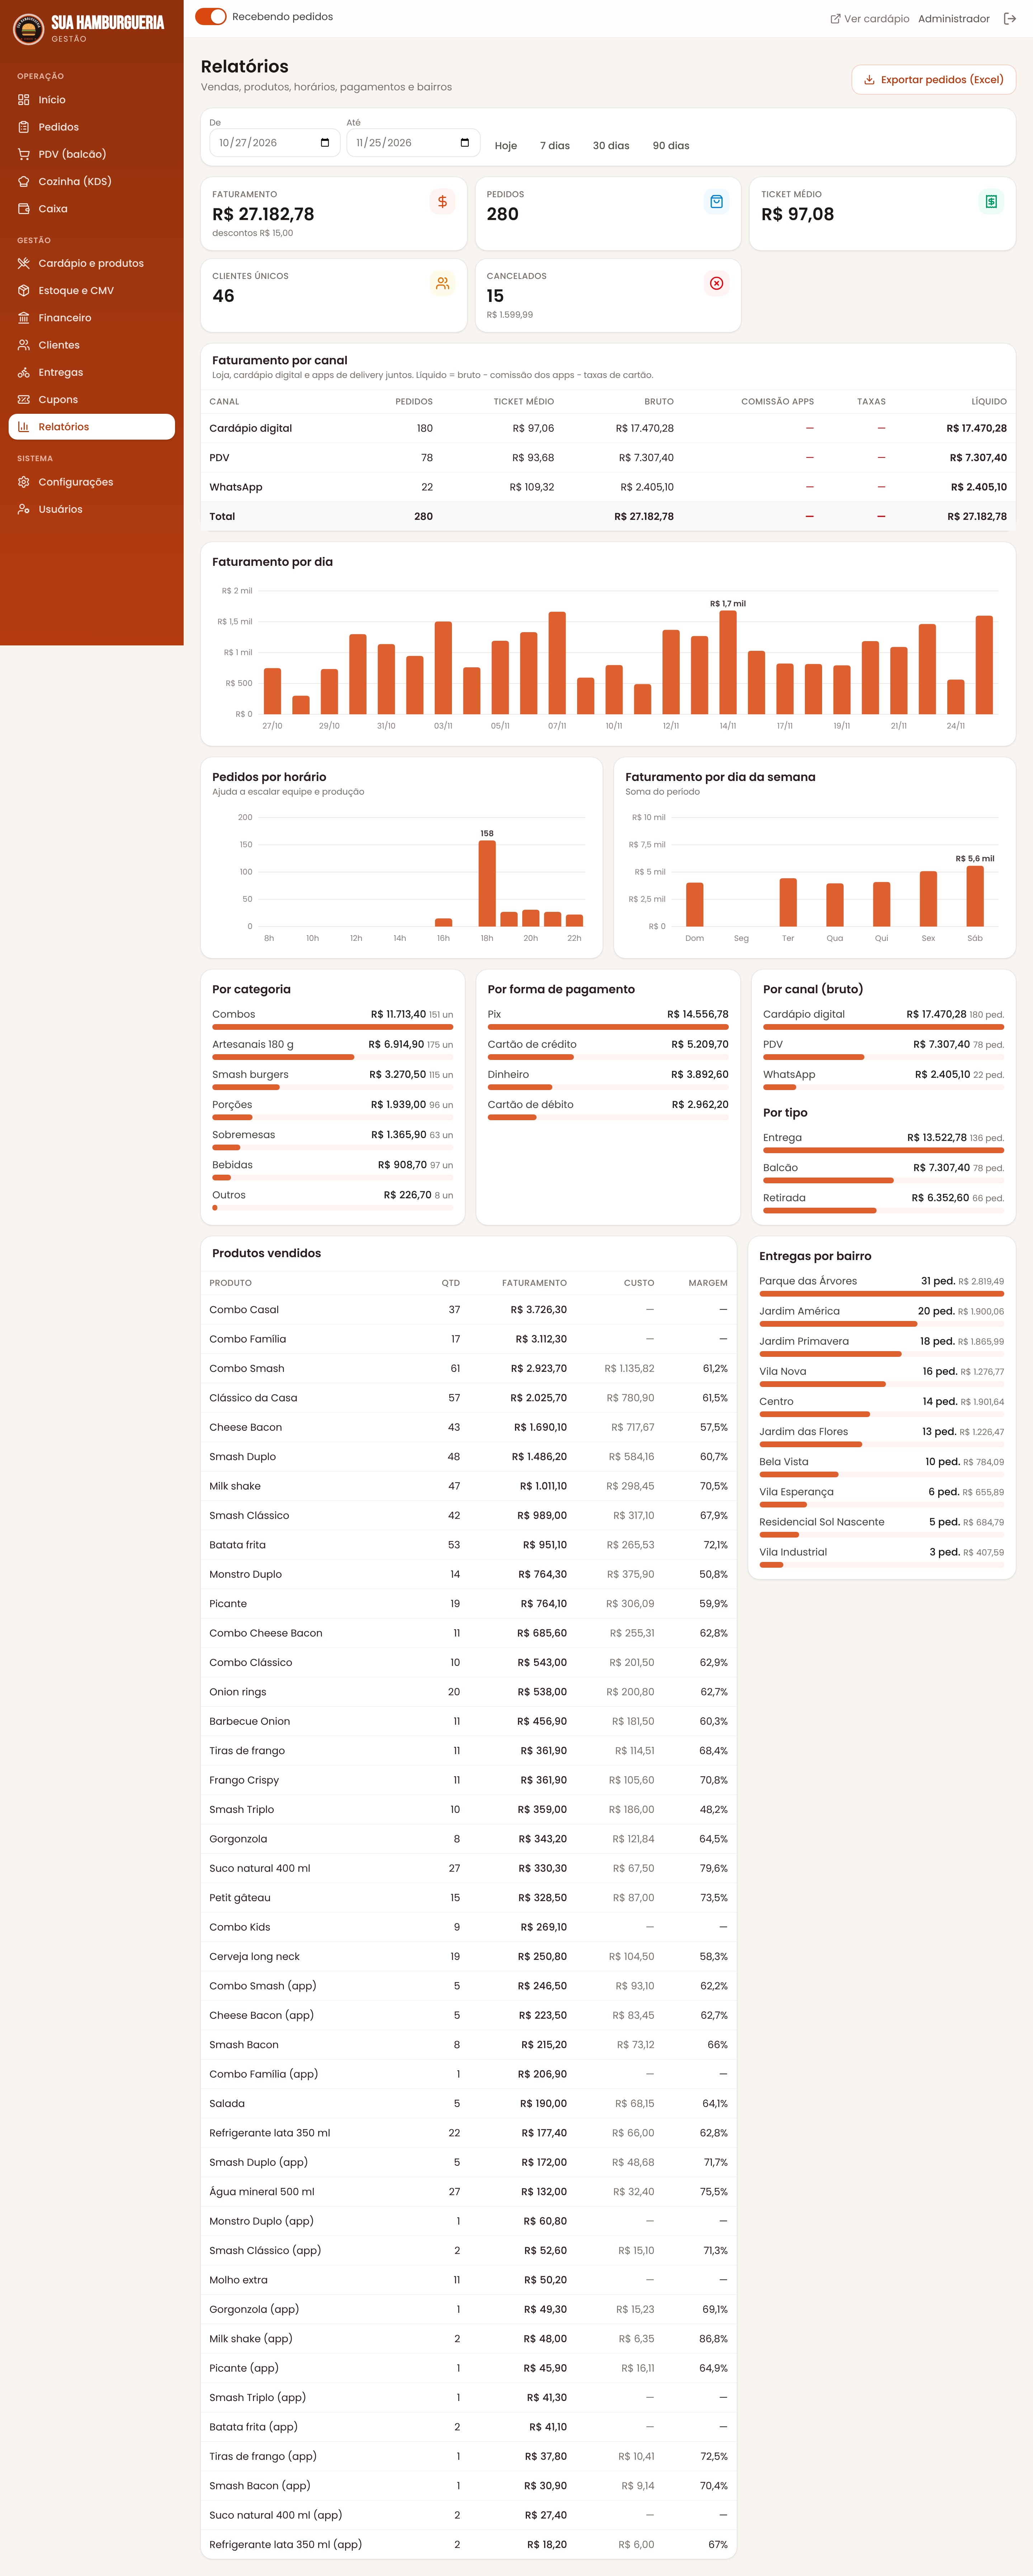 SUA HAMBURGUERIA
GESTÃO
OPERAÇÃO
Início
Pedidos
PDV (balcão)
Cozinha (KDS)
Caixa
GESTÃO
Cardápio e produtos
Estoque e CMV
Financeiro
Clientes
Entregas
Cupons
Relatórios
SISTEMA
Configurações
Usuários
Recebendo pedidos
Ver cardápio Administrador
Relatórios
Vendas, produtos, horários, pagamentos e bairros
Exportar pedidos (Excel)
De Até
10/27/2026 11/25/2026 Hoje 7 dias 30 dias 90 dias
FATURAMENTO
R$ 27.182,78
descontos R$ 15,00
PEDIDOS
280
TICKET MÉDIO
R$ 97,08
CLIENTES ÚNICOS
46
CANCELADOS
15
R$ 1.599,99
Faturamento por canal
Loja, cardápio digital e apps de delivery juntos. Líquido = bruto − comissão dos apps − taxas de cartão.
CANAL PEDIDOS TICKET MÉDIO BRUTO COMISSÃO APPS TAXAS LÍQUIDO
Cardápio digital 180 R$ 97,06 R$ 17.470,28 — — R$ 17.470,28
PDV 78 R$ 93,68 R$ 7.307,40 — — R$ 7.307,40
WhatsApp 22 R$ 109,32 R$ 2.405,10 — — R$ 2.405,10
Total 280 R$ 27.182,78 — — R$ 27.182,78
Faturamento por dia
R$ 2 mil
R$ 1,5 mil
R$ 1 mil
R$ 500
R$ 0
R$ 1,7 mil
27/10 29/10 31/10 03/11 05/11 07/11 10/11 12/11 14/11 17/11 19/11 21/11 24/11
Pedidos por horário
Ajuda a escalar equipe e produção
200
150
100
50
0
158
8h 10h 12h 14h 16h 18h 20h 22h
Faturamento por dia da semana
Soma do período
R$ 10 mil
R$ 7,5 mil
R$ 5 mil
R$ 2,5 mil
R$ 0
R$ 5,6 mil
Dom Seg Ter Qua Qui Sex Sáb
Por categoria
Combos R$ 11.713,40 151 un
Artesanais 180 g R$ 6.914,90 175 un
Smash burgers R$ 3.270,50 115 un
Porções R$ 1.939,00 96 un
Sobremesas R$ 1.365,90 63 un
Bebidas R$ 908,70 97 un
Outros R$ 226,70 8 un
Por forma de pagamento
Pix R$ 14.556,78
Cartão de crédito R$ 5.209,70
Dinheiro R$ 3.892,60
Cartão de débito R$ 2.962,20
Por canal (bruto)
Cardápio digital R$ 17.470,28 180 ped.
PDV R$ 7.307,40 78 ped.
WhatsApp R$ 2.405,10 22 ped.
Por tipo
Entrega R$ 13.522,78 136 ped.
Balcão R$ 7.307,40 78 ped.
Retirada R$ 6.352,60 66 ped.
Produtos vendidos
PRODUTO QTD FATURAMENTO CUSTO MARGEM
Combo Casal 37 R$ 3.726,30 — —
Combo Família 17 R$ 3.112,30 — —
Combo Smash 61 R$ 2.923,70 R$ 1.135,82 61,2%
Clássico da Casa 57 R$ 2.025,70 R$ 780,90 61,5%
Cheese Bacon 43 R$ 1.690,10 R$ 717,67 57,5%
Smash Duplo 48 R$ 1.486,20 R$ 584,16 60,7%
Milk shake 47 R$ 1.011,10 R$ 298,45 70,5%
Smash Clássico 42 R$ 989,00 R$ 317,10 67,9%
Batata frita 53 R$ 951,10 R$ 265,53 72,1%
Monstro Duplo 14 R$ 764,30 R$ 375,90 50,8%
Picante 19 R$ 764,10 R$ 306,09 59,9%
Combo Cheese Bacon 11 R$ 685,60 R$ 255,31 62,8%
Combo Clássico 10 R$ 543,00 R$ 201,50 62,9%
Onion rings 20 R$ 538,00 R$ 200,80 62,7%
Barbecue Onion 11 R$ 456,90 R$ 181,50 60,3%
Tiras de frango 11 R$ 361,90 R$ 114,51 68,4%
Frango Crispy 11 R$ 361,90 R$ 105,60 70,8%
Smash Triplo 10 R$ 359,00 R$ 186,00 48,2%
Gorgonzola 8 R$ 343,20 R$ 121,84 64,5%
Suco natural 400 ml 27 R$ 330,30 R$ 67,50 79,6%
Petit gâteau 15 R$ 328,50 R$ 87,00 73,5%
Combo Kids 9 R$ 269,10 — —
Cerveja long neck 19 R$ 250,80 R$ 104,50 58,3%
Combo Smash (app) 5 R$ 246,50 R$ 93,10 62,2%
Cheese Bacon (app) 5 R$ 223,50 R$ 83,45 62,7%
Smash Bacon 8 R$ 215,20 R$ 73,12 66%
Combo Família (app) 1 R$ 206,90 — —
Salada 5 R$ 190,00 R$ 68,15 64,1%
Refrigerante lata 350 ml 22 R$ 177,40 R$ 66,00 62,8%
Smash Duplo (app) 5 R$ 172,00 R$ 48,68 71,7%
Água mineral 500 ml 27 R$ 132,00 R$ 32,40 75,5%
Monstro Duplo (app) 1 R$ 60,80 — —
Smash Clássico (app) 2 R$ 52,60 R$ 15,10 71,3%
Molho extra 11 R$ 50,20 — —
Gorgonzola (app) 1 R$ 49,30 R$ 15,23 69,1%
Milk shake (app) 2 R$ 48,00 R$ 6,35 86,8%
Picante (app) 1 R$ 45,90 R$ 16,11 64,9%
Smash Triplo (app) 1 R$ 41,30 — —
Batata frita (app) 2 R$ 41,10 — —
Tiras de frango (app) 1 R$ 37,80 R$ 10,41 72,5%
Smash Bacon (app) 1 R$ 30,90 R$ 9,14 70,4%
Suco natural 400 ml (app) 2 R$ 27,40 — —
Refrigerante lata 350 ml (app) 2 R$ 18,20 R$ 6,00 67%
Entregas por bairro
Parque das Árvores 31 ped. R$ 2.819,49
Jardim América 20 ped. R$ 1.900,06
Jardim Primavera 18 ped. R$ 1.865,99
Vila Nova 16 ped. R$ 1.276,77
Centro 14 ped. R$ 1.901,64
Jardim das Flores 13 ped. R$ 1.226,47
Bela Vista 10 ped. R$ 784,09
Vila Esperança 6 ped. R$ 655,89
Residencial Sol Nascente 5 ped. R$ 684,79
Vila Industrial 3 ped. R$ 407,59